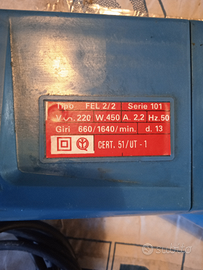 Tipo FEL 2/2 Serie 101
V~. 220 W. 450 A. 2,2 Hz. 50
Giri 660/1640/min. d. 13
CERT. 51/UT - 1
subito